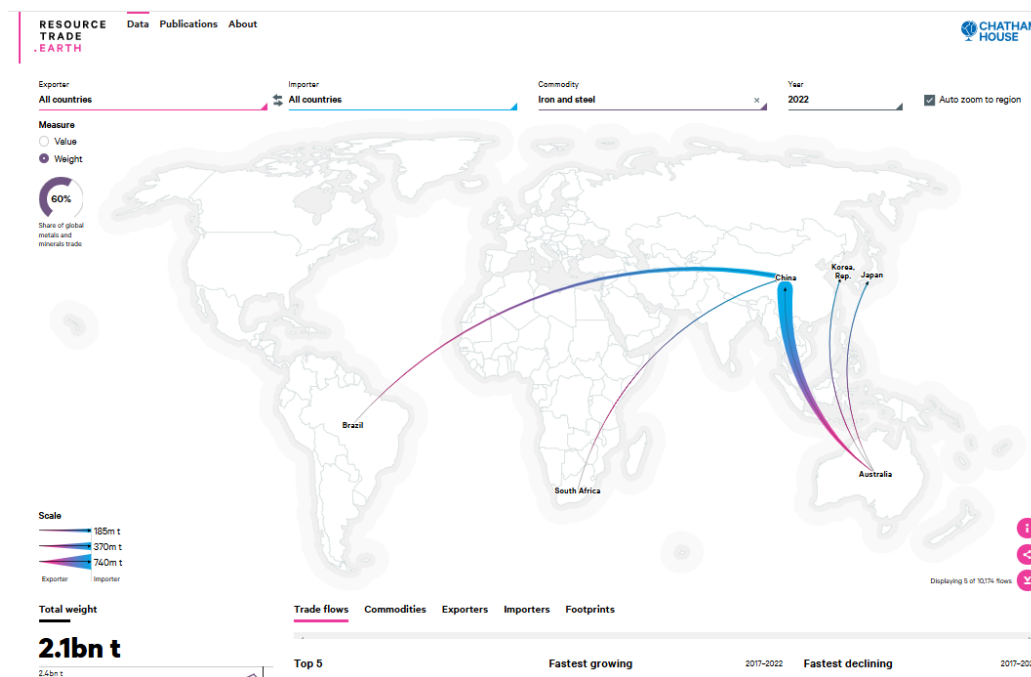 RESOURCE
TRADE
.EARTH
Data Publications About
CHATHAM
HOUSE
Exporter
All countries
Importer
All countries
Commodity
Iron and steel ×
Year
2022
Auto zoom to region
Measure
Value
Weight
60%
Share of global
metals and
minerals trade
China
Korea,
Rep.
Japan
Brazil
South Africa
Australia
Scale
185m t
370m t
740m t
Exporter Importer
Displaying 5 of 10,174 flows
Total weight
2.1bn t
2.4bn t
Trade flows Commodities Exporters Importers Footprints
Top 5
Fastest growing 2017–2022
Fastest declining 2017–202